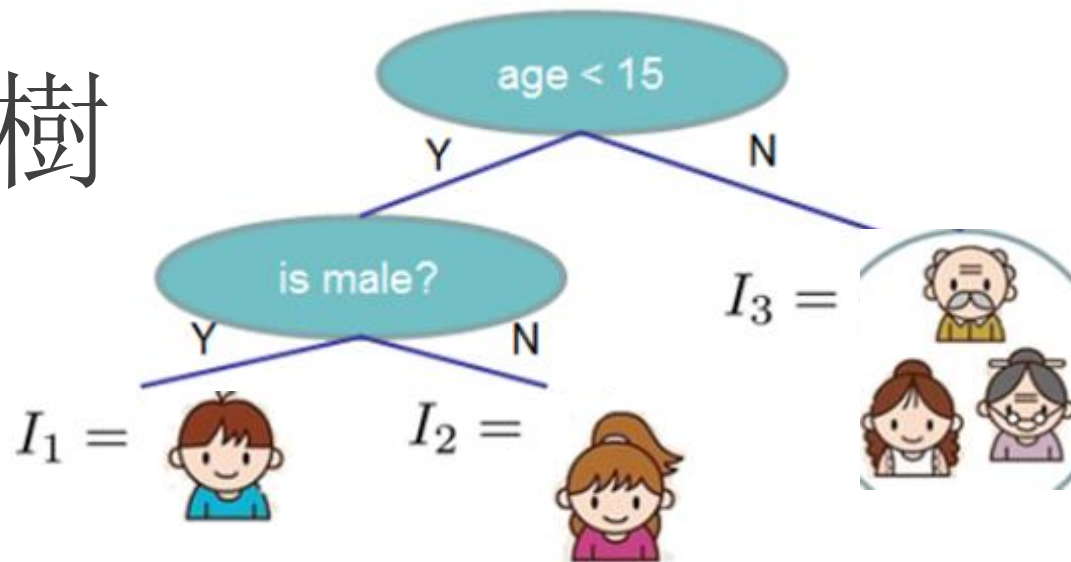 樹
age < 15
Y
N
is male?
Y
N
I₃ =
I₁ =
I₂ =